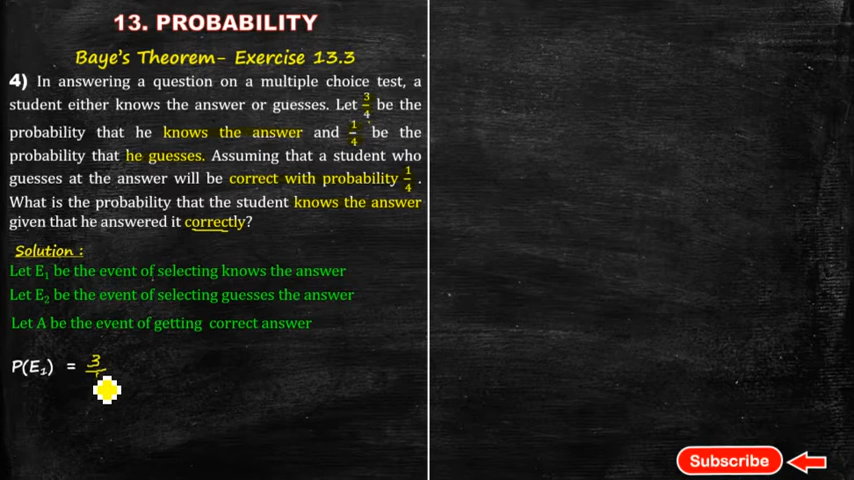 13. PROBABILITY
Baye's Theorem- Exercise 13.3
4) In answering a question on a multiple choice test, a
student either knows the answer or guesses. Let 3/4 be the
probability that he knows the answer and 1/4 be the
probability that he guesses. Assuming that a student who
guesses at the answer will be correct with probability 1/4 .
What is the probability that the student knows the answer
given that he answered it correctly?
Solution :
Let E₁ be the event of selecting knows the answer
Let E₂ be the event of selecting guesses the answer
Let A be the event of getting correct answer
P(E₁) = 3/
Subscribe